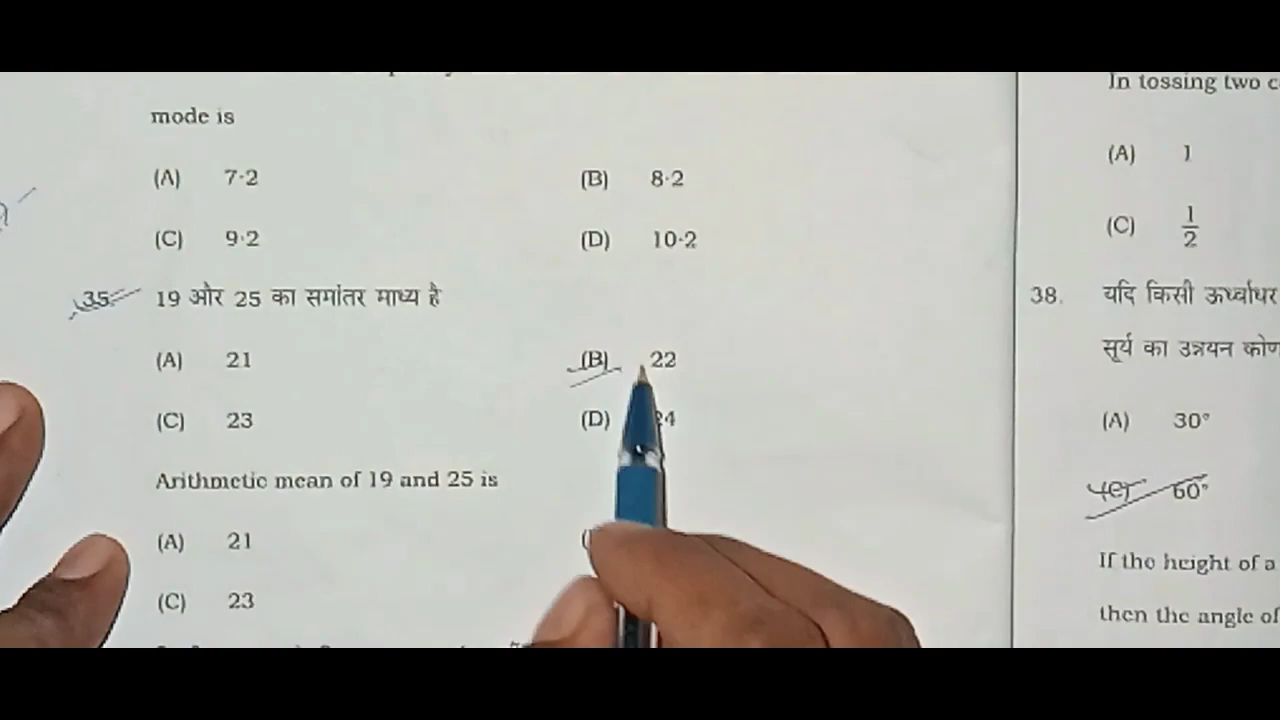 mode is
(A) 7·2 (B) 8·2
(C) 9·2 (D) 10·2
35. 19 और 25 का समांतर माध्य है
(A) 21 (B) 22
(C) 23 (D) 24
Arithmetic mean of 19 and 25 is
(A) 21
(C) 23
In tossing two c
(A) 1
(C) 1/2
38. यदि किसी ऊर्ध्वाधर
सूर्य का उन्नयन कोण
(A) 30°
(C) 60°
If the height of a
then the angle of